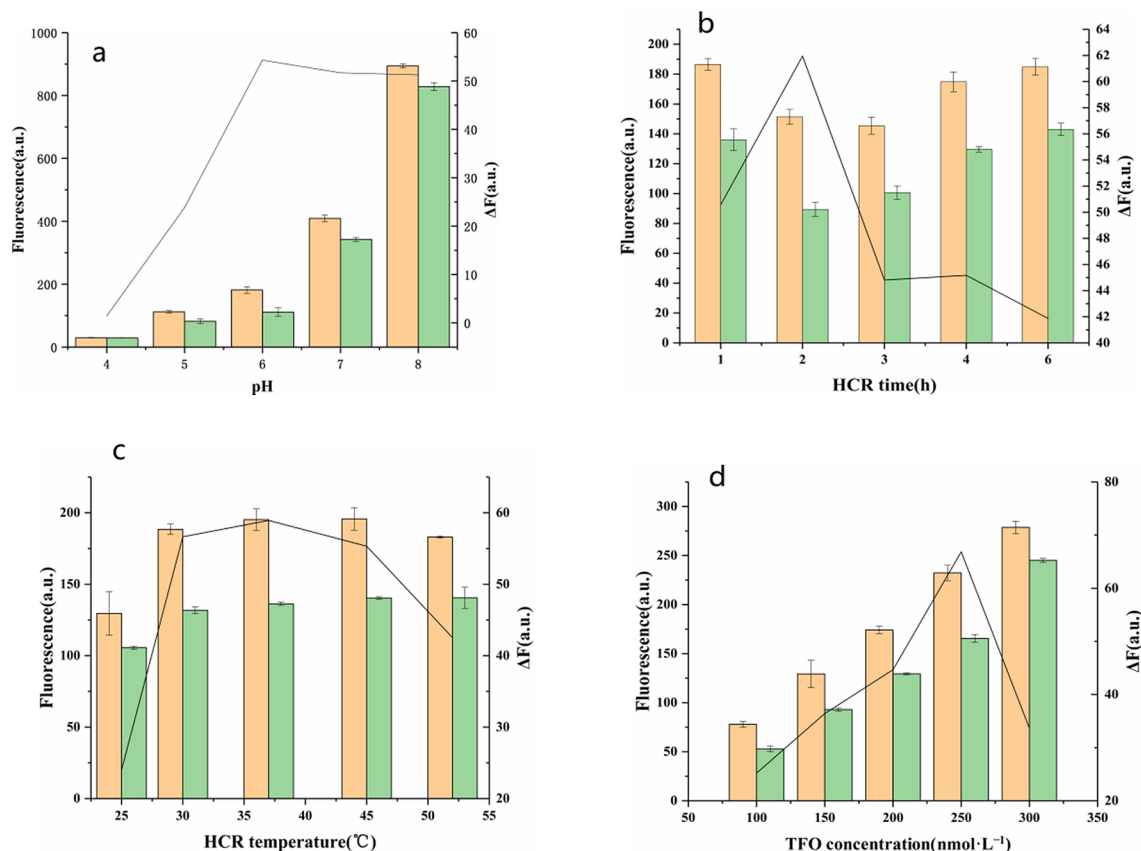 a
1000
800
600
400
200
0
60
50
40
30
20
10
0
4 5 6 7 8
pH
Fluorescence(a.u.)
ΔF(a.u.)
b
200
180
160
140
120
100
80
60
40
20
0
64
62
60
58
56
54
52
50
48
46
44
42
40
1 2 3 4 6
HCR time(h)
Fluorescence(a.u.)
ΔF(a.u.)
c
200
150
100
50
0
60
50
40
30
20
25 30 35 40 45 50 55
HCR temperature(℃)
Fluorescence(a.u.)
ΔF(a.u.)
d
300
250
200
150
100
50
0
80
60
40
20
50 100 150 200 250 300 350
TFO concentration(nmol·L⁻¹)
Fluorescence(a.u.)
ΔF(a.u.)